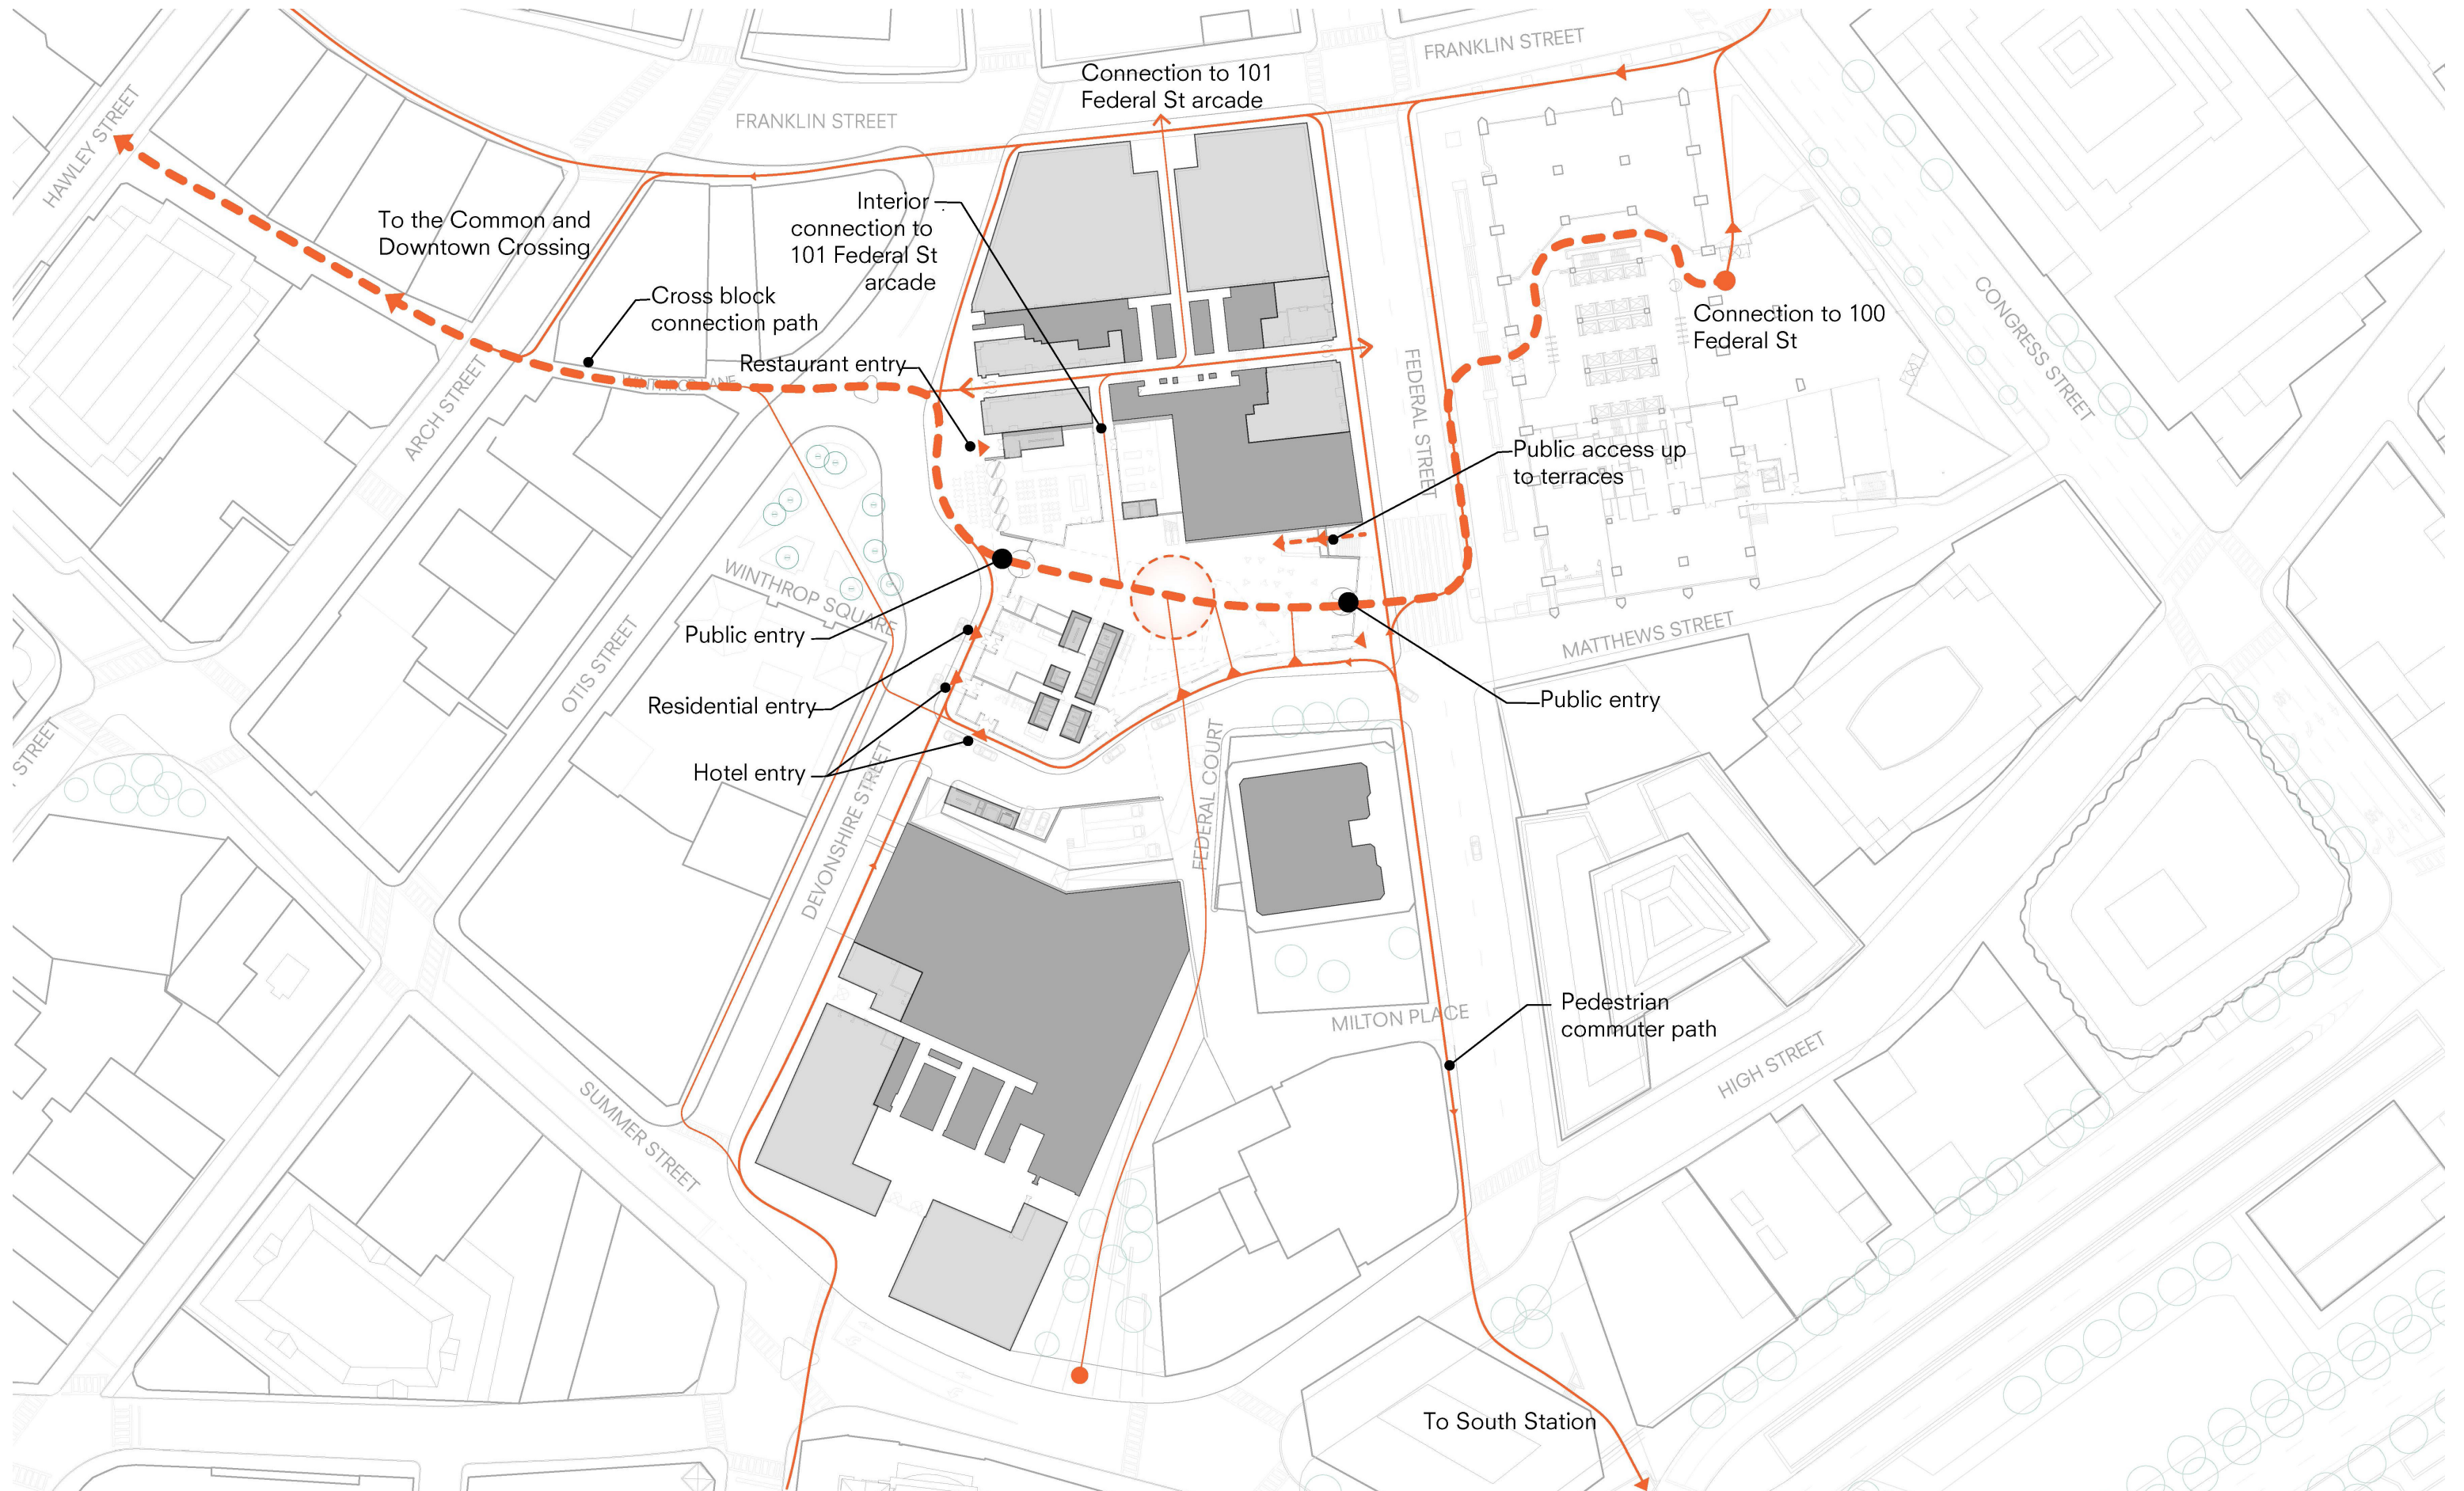 FRANKLIN STREET
Connection to 101
Federal St arcade
FRANKLIN STREET
HAWLEY STREET
To the Common and
Downtown Crossing
Interior
connection to
101 Federal St
arcade
Cross block
connection path
Restaurant entry
WINTHROP LANE
ARCH STREET
FEDERAL STREET
Connection to 100
Federal St
CONGRESS STREET
Public access up
to terraces
WINTHROP SQUARE
Public entry
MATTHEWS STREET
OTIS STREET
Residential entry
Public entry
Hotel entry
STREET
DEVONSHIRE STREET
FEDERAL COURT
Pedestrian
commuter path
MILTON PLACE
HIGH STREET
SUMMER STREET
To South Station